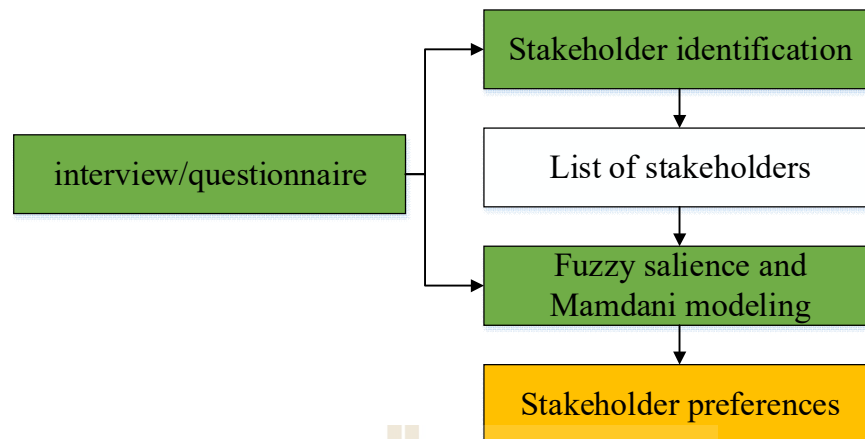 Stakeholder identification
interview/questionnaire
List of stakeholders
Fuzzy salience and
Mamdani modeling
Stakeholder preferences